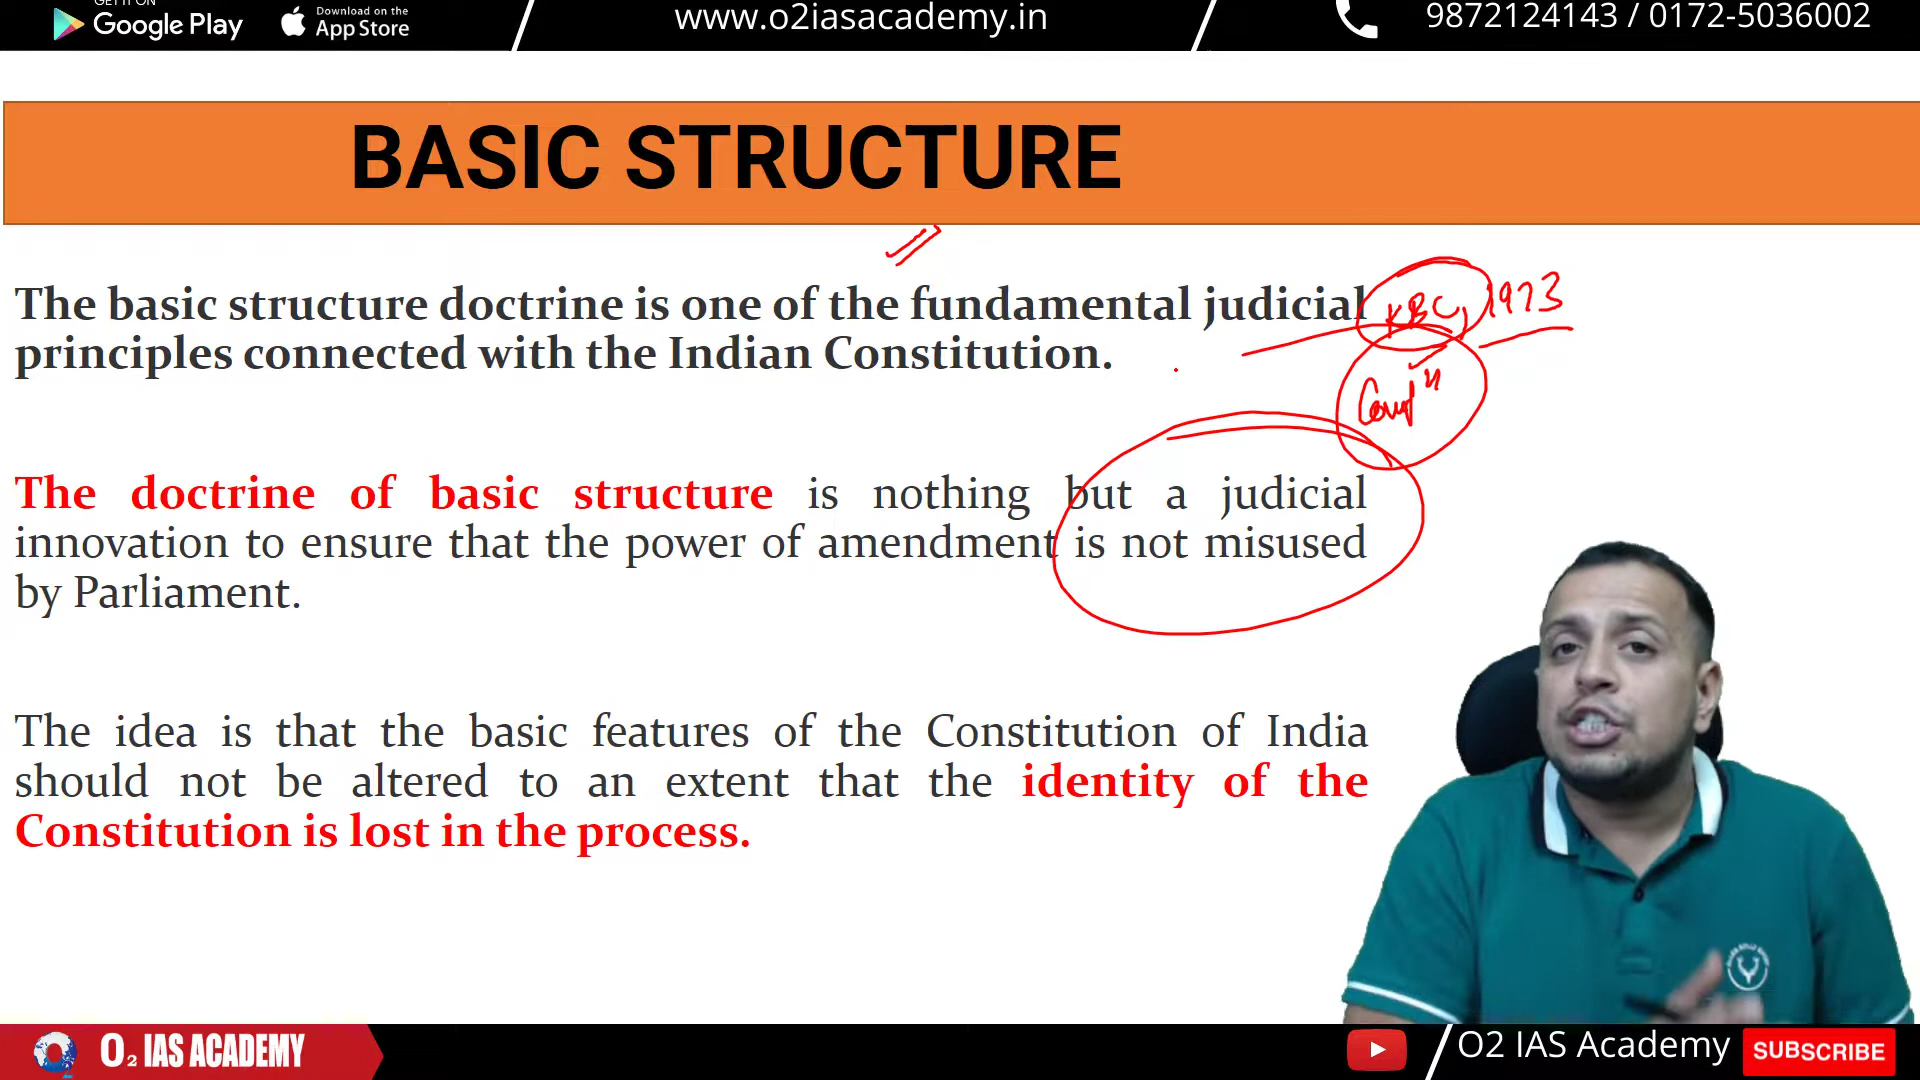 GET IT ON
Google Play
Download on the
App Store
www.o2iasacademy.in
9872124143 / 0172-5036002
BASIC STRUCTURE
The basic structure doctrine is one of the fundamental judicial
principles connected with the Indian Constitution.
KBC, 1973
The doctrine of basic structure is nothing but a judicial
innovation to ensure that the power of amendment is not misused
by Parliament.
The idea is that the basic features of the Constitution of India
should not be altered to an extent that the identity of the
Constitution is lost in the process.
O2 IAS ACADEMY
O2 IAS Academy
SUBSCRIBE